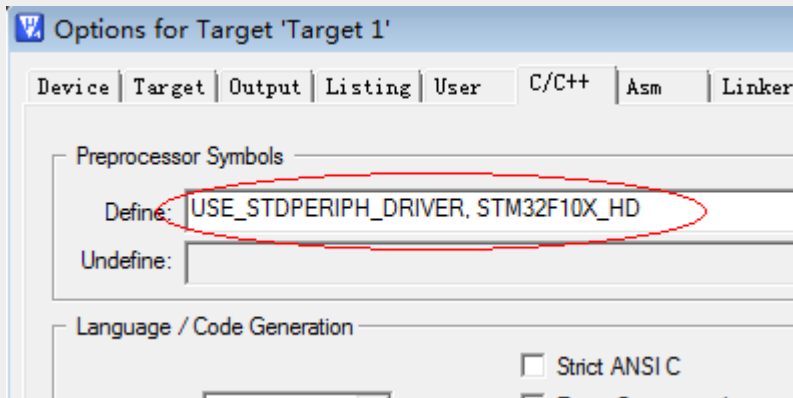 Options for Target 'Target 1'
Device Target Output Listing User C/C++ Asm Linker
Preprocessor Symbols
Define: USE_STDPERIPH_DRIVER, STM32F10X_HD
Undefine:
Language / Code Generation
Strict ANSI C